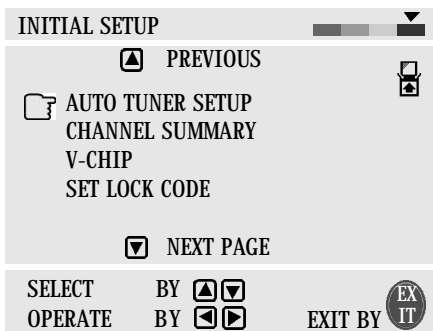 INITIAL SETUP
PREVIOUS
AUTO TUNER SETUP
CHANNEL SUMMARY
V-CHIP
SET LOCK CODE
NEXT PAGE
SELECT BY
OPERATE BY EXIT BY EXIT